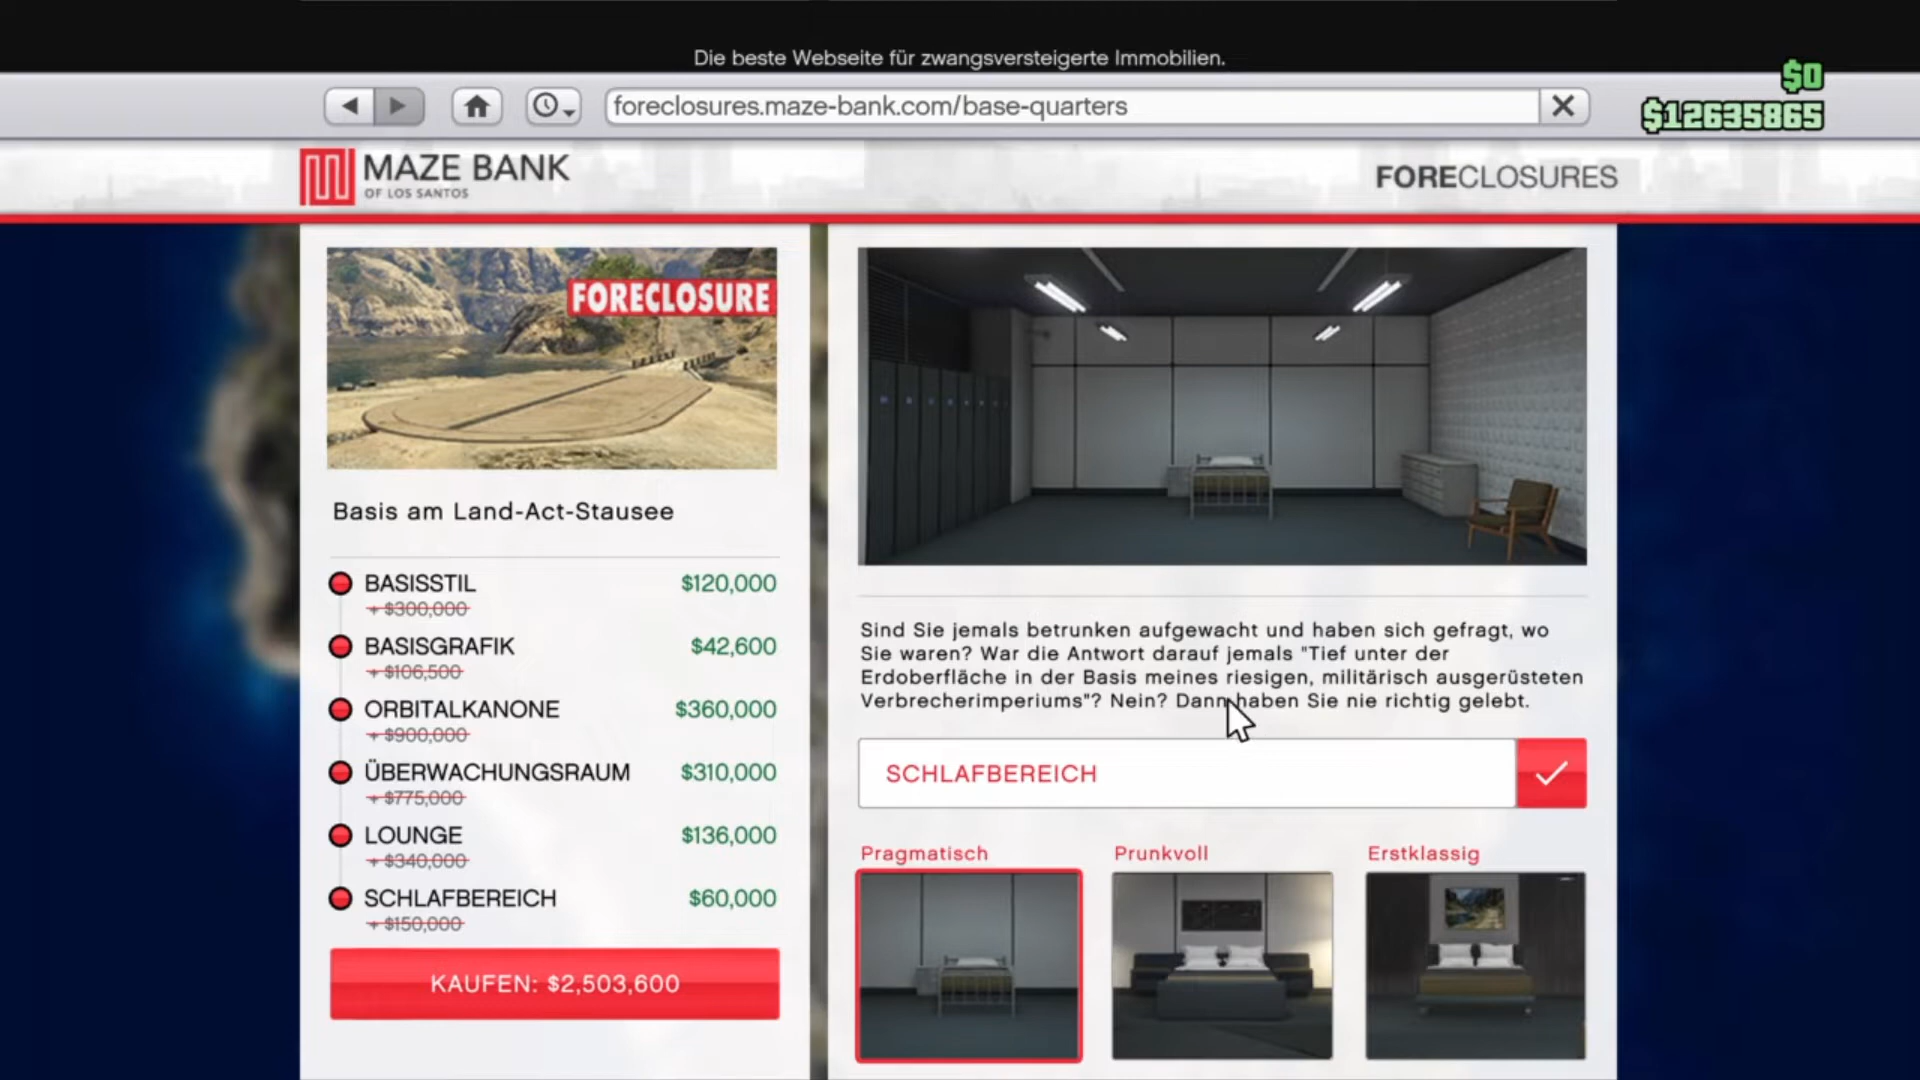 Die beste Webseite für zwangsversteigerte Immobilien.
$0
foreclosures.maze-bank.com/base-quarters
$12635865
MAZE BANK
OF LOS SANTOS
FORECLOSURES
FORECLOSURE
Basis am Land-Act-Stausee
BASISSTIL $120,000
+ $300,000
BASISGRAFIK $42,600
+ $106,500
ORBITALKANONE $360,000
+ $900,000
ÜBERWACHUNGSRAUM $310,000
+ $775,000
LOUNGE $136,000
+ $340,000
SCHLAFBEREICH $60,000
+ $150,000
KAUFEN: $2,503,600
Sind Sie jemals betrunken aufgewacht und haben sich gefragt, wo
Sie waren? War die Antwort darauf jemals "Tief unter der
Erdoberfläche in der Basis meines riesigen, militärisch ausgerüsteten
Verbrecherimperiums"? Nein? Dann haben Sie nie richtig gelebt.
SCHLAFBEREICH
Pragmatisch Prunkvoll Erstklassig